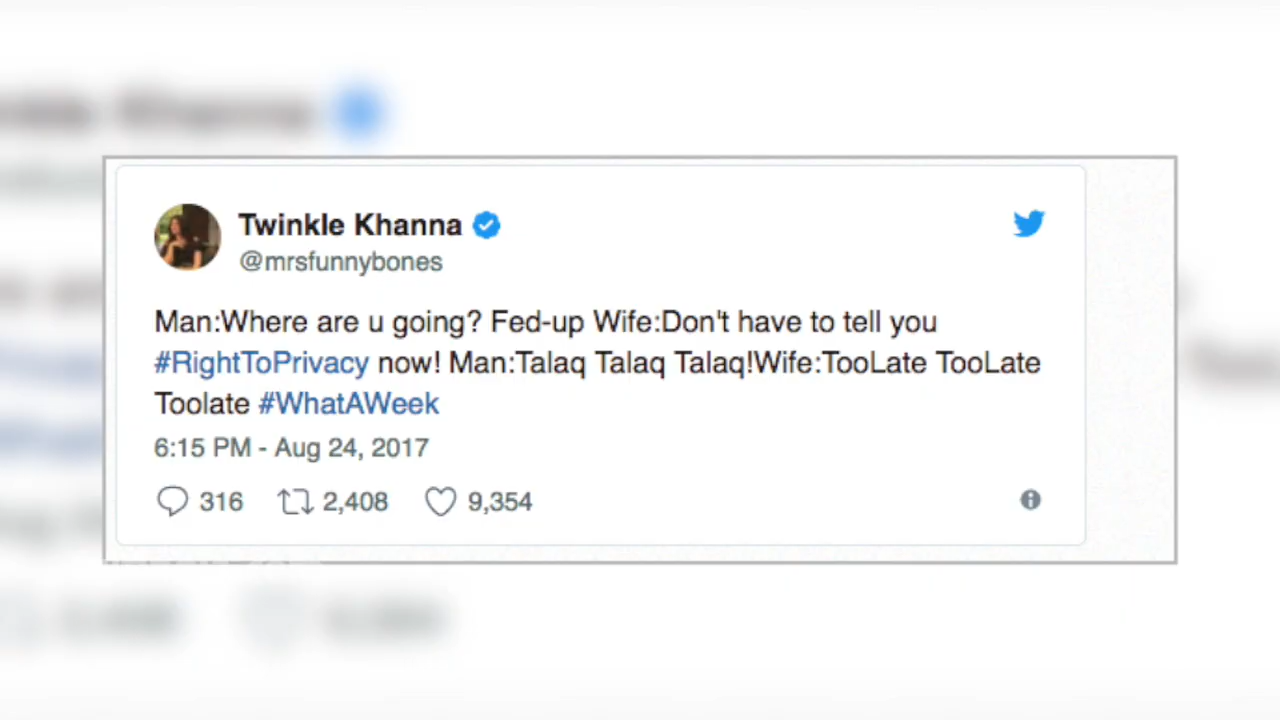 Twinkle Khanna
@mrsfunnybones
Man:Where are u going? Fed-up Wife:Don't have to tell you
#RightToPrivacy now! Man:Talaq Talaq Talaq!Wife:TooLate TooLate
Toolate #WhatAWeek
6:15 PM - Aug 24, 2017
316 2,408 9,354